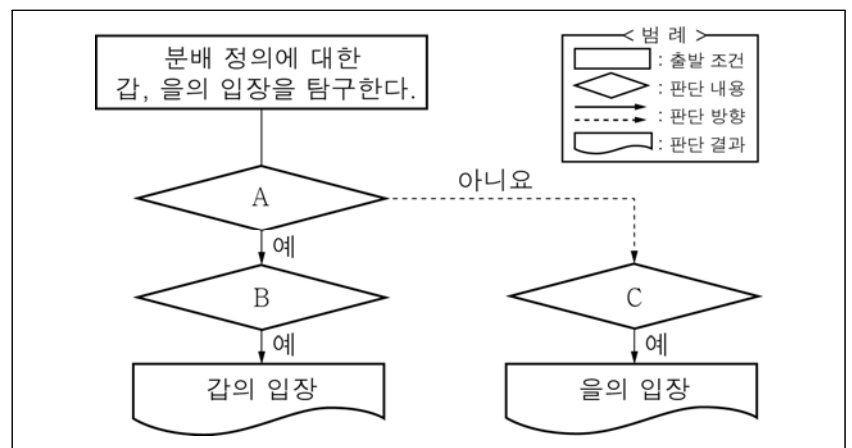 분배 정의에 대한
갑, 을의 입장을 탐구한다.
< 범 례 >
: 출발 조건
: 판단 내용
: 판단 방향
: 판단 결과
A
아니요
예
B
C
예
예
갑의 입장
을의 입장